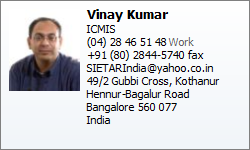 Vinay Kumar
ICMIS
(04) 28 46 51 48 Work
+91 (80) 2844-5740 fax
SIETARIndia@yahoo.co.in
49/2 Gubbi Cross, Kothanur
Hennur-Bagalur Road
Bangalore 560 077
India